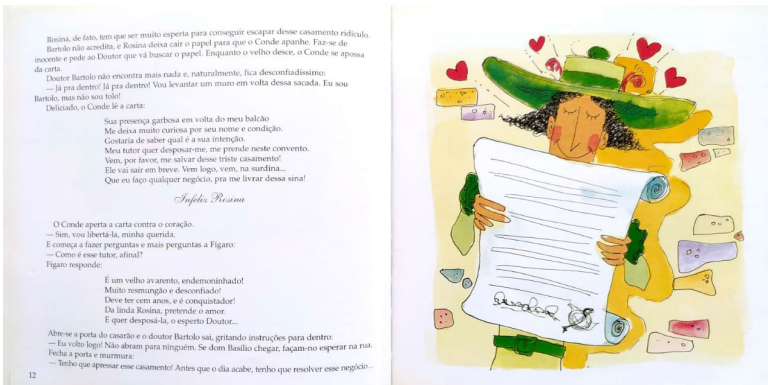 Rosina, de fato, tem que ser muito esperta para conseguir escapar desse casamento ridículo.
Bartolo não acredita, e Rosina deixa cair o papel para que o Conde apanhe. Faz-se de
inocente e pede ao Doutor que vá buscar o papel. Enquanto o velho desce, o Conde se apossa
da carta.
Doutor Bartolo não encontra mais nada e, naturalmente, fica desconfiadíssimo:
— Já pra dentro! Já pra dentro! Vou levantar um muro em volta dessa sacada. Eu sou
Bartolo, mas não sou tolo!
Deliciado, o Conde lê a carta:
Sua presença garbosa em volta do meu balcão
Me deixa muito curiosa por seu nome e condição.
Gostaria de saber qual é a sua intenção.
Meu tutor quer desposar-me, me prende neste convento.
Vem, por favor, me salvar desse triste casamento!
Ele vai sair em breve. Vem logo, vem, na surdina...
Que eu faço qualquer negócio, pra me livrar dessa sina!
Infeliz Rosina
O Conde aperta a carta contra o coração.
— Sim, vou libertá-la, minha querida.
E começa a fazer perguntas e mais perguntas a Fígaro:
— Como é esse tutor, afinal?
Fígaro responde:
É um velho avarento, endemoninhado!
Muito resmungão e desconfiado!
Deve ter cem anos, e é conquistador!
Da linda Rosina, pretende o amor.
E quer desposá-la, o esperto Doutor...
Abre-se a porta do casarão e o doutor Bartolo sai, gritando instruções para dentro:
— Eu volto logo! Não abram para ninguém. Se dom Basílio chegar, façam-no esperar na rua.
Fecha a porta e murmura:
— Tenho que apressar esse casamento! Antes que o dia acabe, tenho que resolver esse negócio...
12